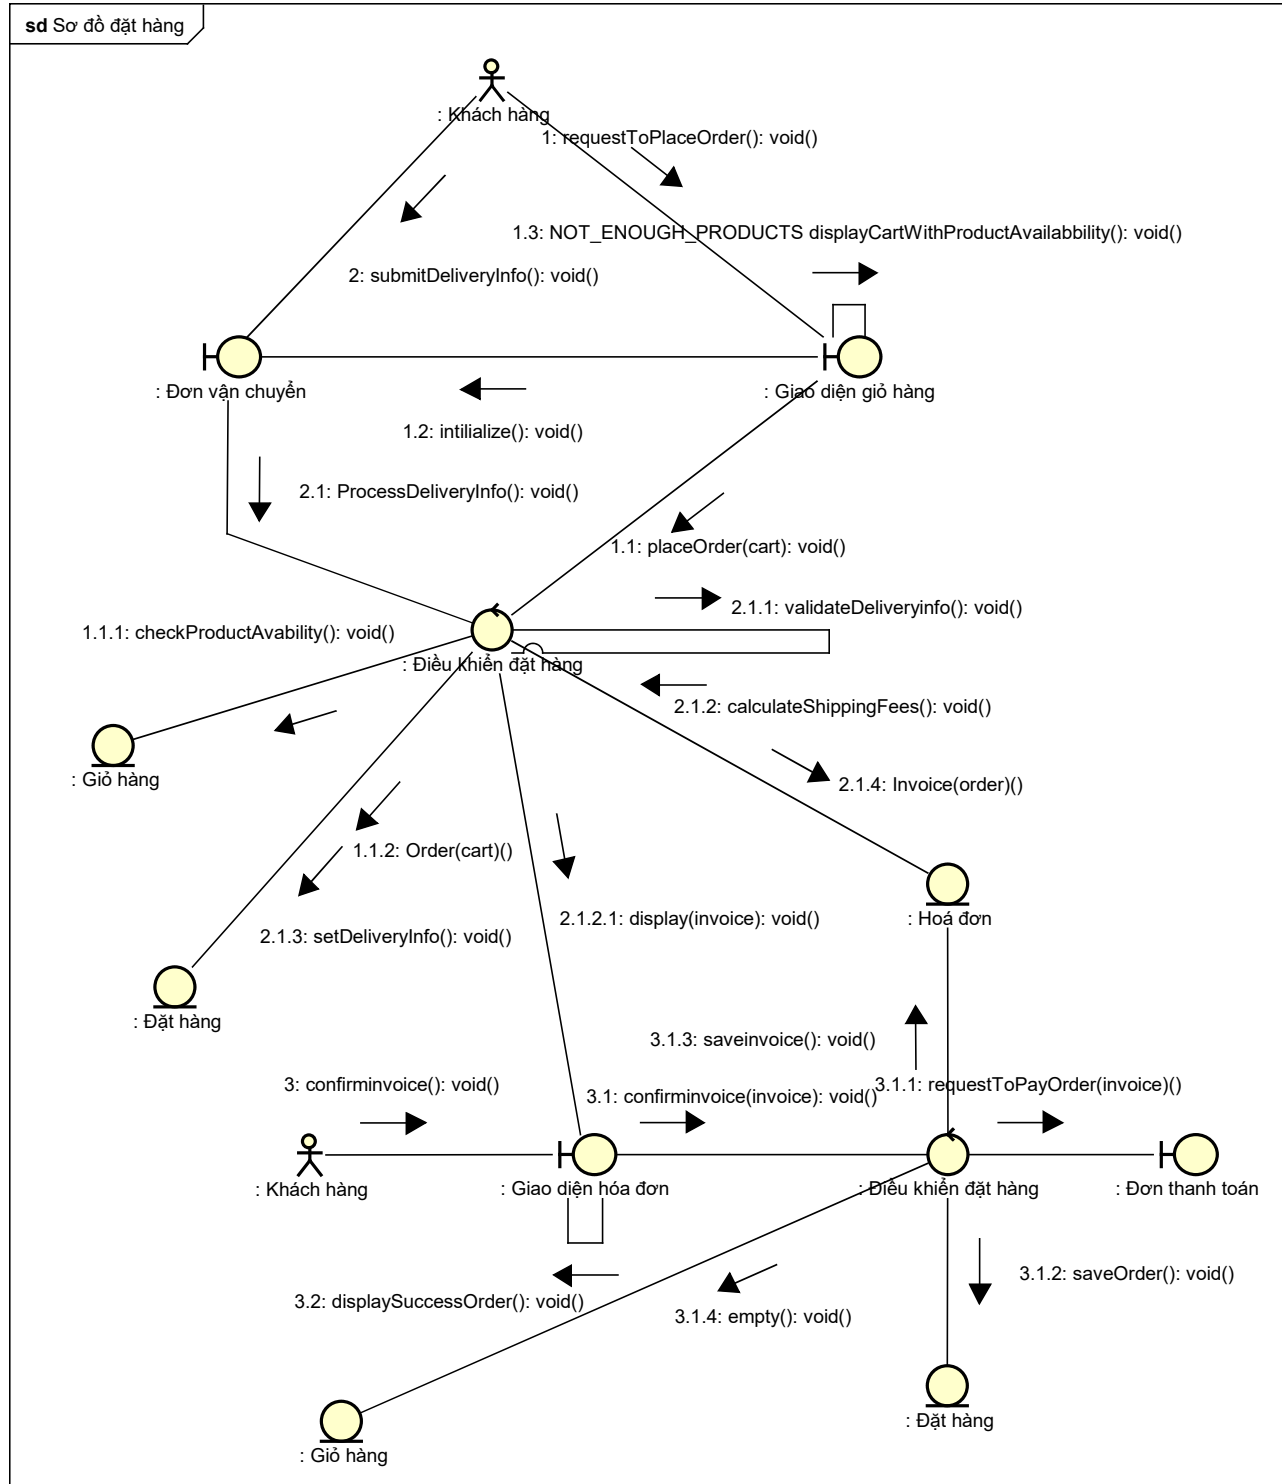 sd Sơ đồ đặt hàng
: Khách hàng
1: requestToPlaceOrder(): void()
1.3: NOT_ENOUGH_PRODUCTS displayCartWithProductAvailabbility(): void()
2: submitDeliveryInfo(): void()
: Đơn vận chuyển
: Giao diện giỏ hàng
1.2: intilialize(): void()
2.1: ProcessDeliveryInfo(): void()
1.1: placeOrder(cart): void()
2.1.1: validateDeliveryinfo(): void()
1.1.1: checkProductAvability(): void()
: Điều khiển đặt hàng
2.1.2: calculateShippingFees(): void()
: Giỏ hàng
2.1.4: Invoice(order)()
1.1.2: Order(cart)()
2.1.3: setDeliveryInfo(): void()
2.1.2.1: display(invoice): void()
: Hoá đơn
: Đặt hàng
3.1.3: saveinvoice(): void()
3: confirminvoice(): void()
3.1: confirminvoice(invoice): void()
3.1.1: requestToPayOrder(invoice)()
: Khách hàng
: Giao diện hóa đơn
: Điều khiển đặt hàng
: Đơn thanh toán
3.1.2: saveOrder(): void()
3.2: displaySuccessOrder(): void()
3.1.4: empty(): void()
: Đặt hàng
: Giỏ hàng